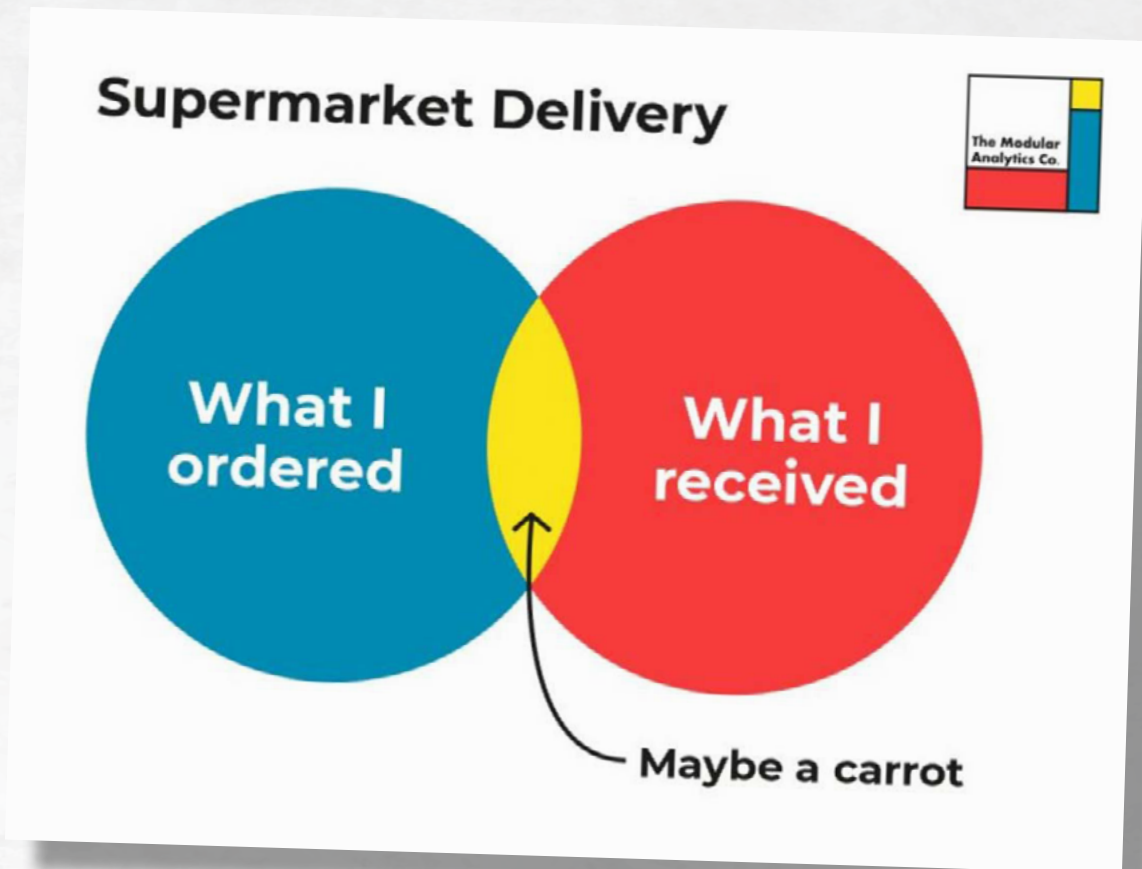 Supermarket Delivery
The Modular
Analytics Co.
What I
ordered
What I
received
Maybe a carrot